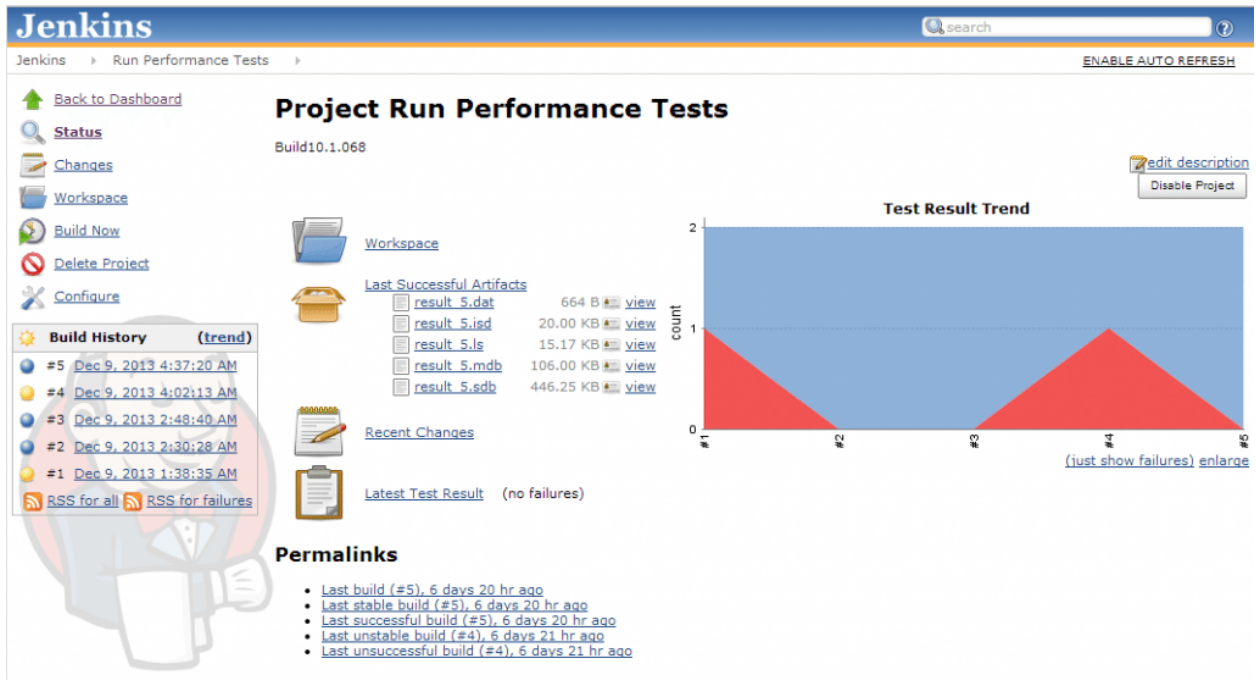 Jenkins
search
?
Jenkins Run Performance Tests
ENABLE AUTO REFRESH
Back to Dashboard
Status
Changes
Workspace
Build Now
Delete Project
Configure
Build History (trend)
#5 Dec 9, 2013 4:37:20 AM
#4 Dec 9, 2013 4:02:13 AM
#3 Dec 9, 2013 2:48:40 AM
#2 Dec 9, 2013 2:30:28 AM
#1 Dec 9, 2013 1:38:35 AM
RSS for all RSS for failures
Project Run Performance Tests
Build10.1.068
edit description
Disable Project
Workspace
Last Successful Artifacts
result_5.dat 664 B view
result_5.isd 20.00 KB view
result_5.ls 15.17 KB view
result_5.mdb 106.00 KB view
result_5.sdb 446.25 KB view
Recent Changes
Latest Test Result (no failures)
Test Result Trend
count
2
1
0
#1 #2 #3 #4 #5
(just show failures) enlarge
Permalinks
Last build (#5), 6 days 20 hr ago
Last stable build (#5), 6 days 20 hr ago
Last successful build (#5), 6 days 20 hr ago
Last unstable build (#4), 6 days 21 hr ago
Last unsuccessful build (#4), 6 days 21 hr ago